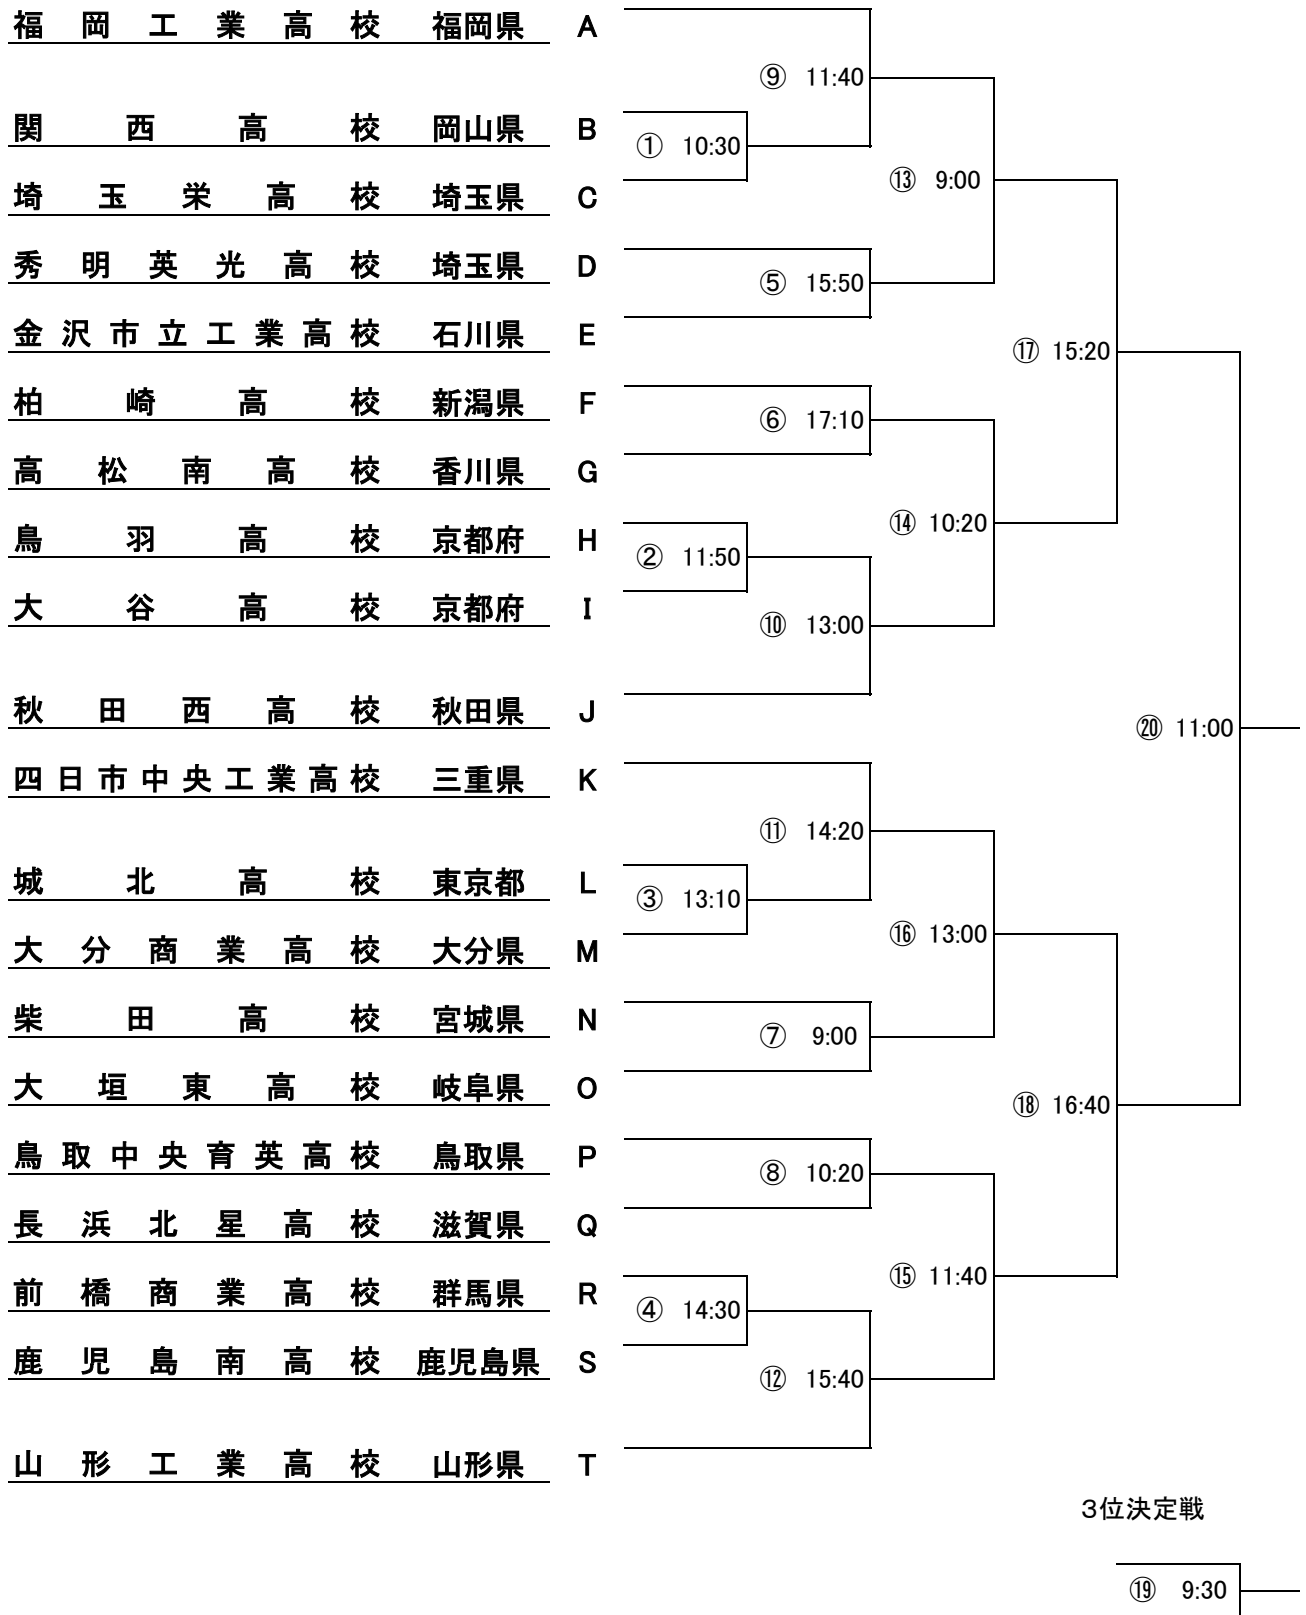 福岡工業高校 福岡県 A
⑨ 11:40
関西高校 岡山県 B
① 10:30
⑬ 9:00
埼玉栄高校 埼玉県 C
秀明英光高校 埼玉県 D
⑤ 15:50
金沢市立工業高校 石川県 E
⑰ 15:20
柏崎高校 新潟県 F
⑥ 17:10
高松南高校 香川県 G
⑭ 10:20
鳥羽高校 京都府 H
② 11:50
大谷高校 京都府 I
⑩ 13:00
秋田西高校 秋田県 J
⑳ 11:00
四日市中央工業高校 三重県 K
⑪ 14:20
城北高校 東京都 L
③ 13:10
⑯ 13:00
大分商業高校 大分県 M
柴田高校 宮城県 N
⑦ 9:00
大垣東高校 岐阜県 O
⑱ 16:40
鳥取中央育英高校 鳥取県 P
⑧ 10:20
長浜北星高校 滋賀県 Q
⑮ 11:40
前橋商業高校 群馬県 R
④ 14:30
鹿児島南高校 鹿児島県 S
⑫ 15:40
山形工業高校 山形県 T
３位決定戦
⑲ 9:30